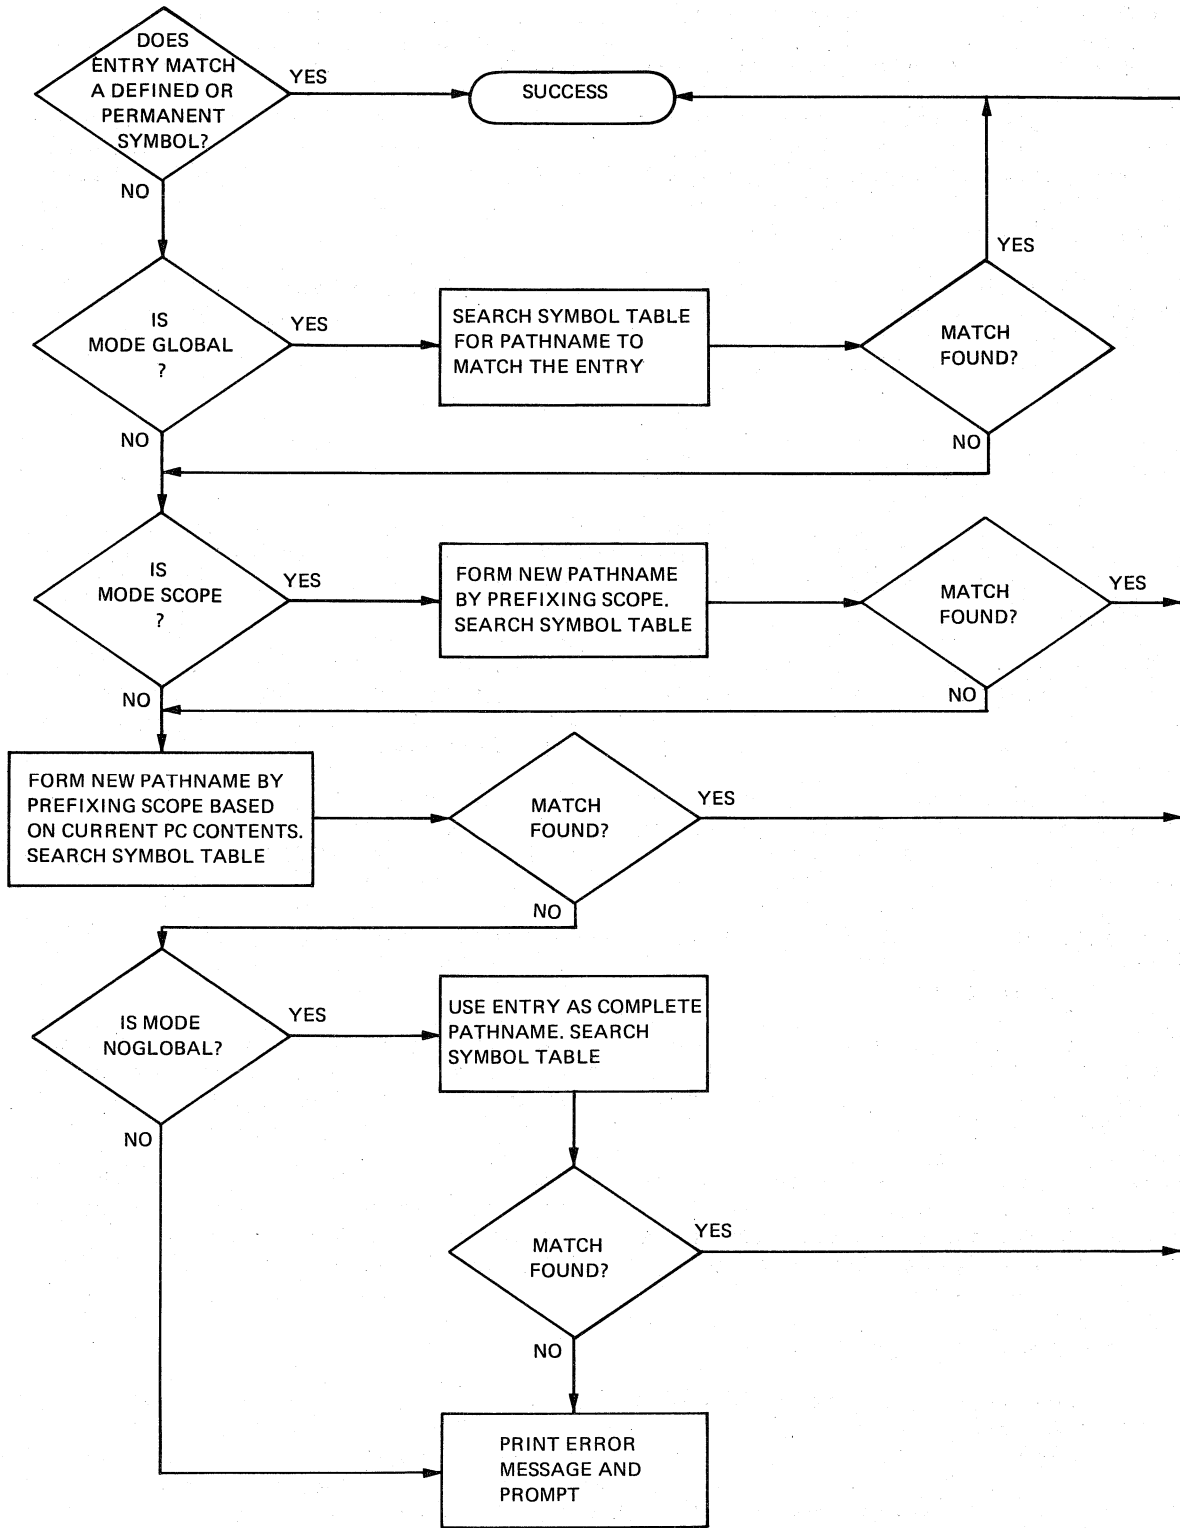 DOES
ENTRY MATCH
A DEFINED OR
PERMANENT
SYMBOL?
YES
SUCCESS
NO
IS
MODE GLOBAL
?
YES
SEARCH SYMBOL TABLE
FOR PATHNAME TO
MATCH THE ENTRY
YES
MATCH
FOUND?
NO
NO
IS
MODE SCOPE
?
YES
FORM NEW PATHNAME
BY PREFIXING SCOPE.
SEARCH SYMBOL TABLE
MATCH
FOUND?
YES
NO
NO
FORM NEW PATHNAME BY
PREFIXING SCOPE BASED
ON CURRENT PC CONTENTS.
SEARCH SYMBOL TABLE
MATCH
FOUND?
YES
NO
IS MODE
NOGLOBAL?
YES
USE ENTRY AS COMPLETE
PATHNAME. SEARCH
SYMBOL TABLE
NO
MATCH
FOUND?
YES
NO
PRINT ERROR
MESSAGE AND
PROMPT